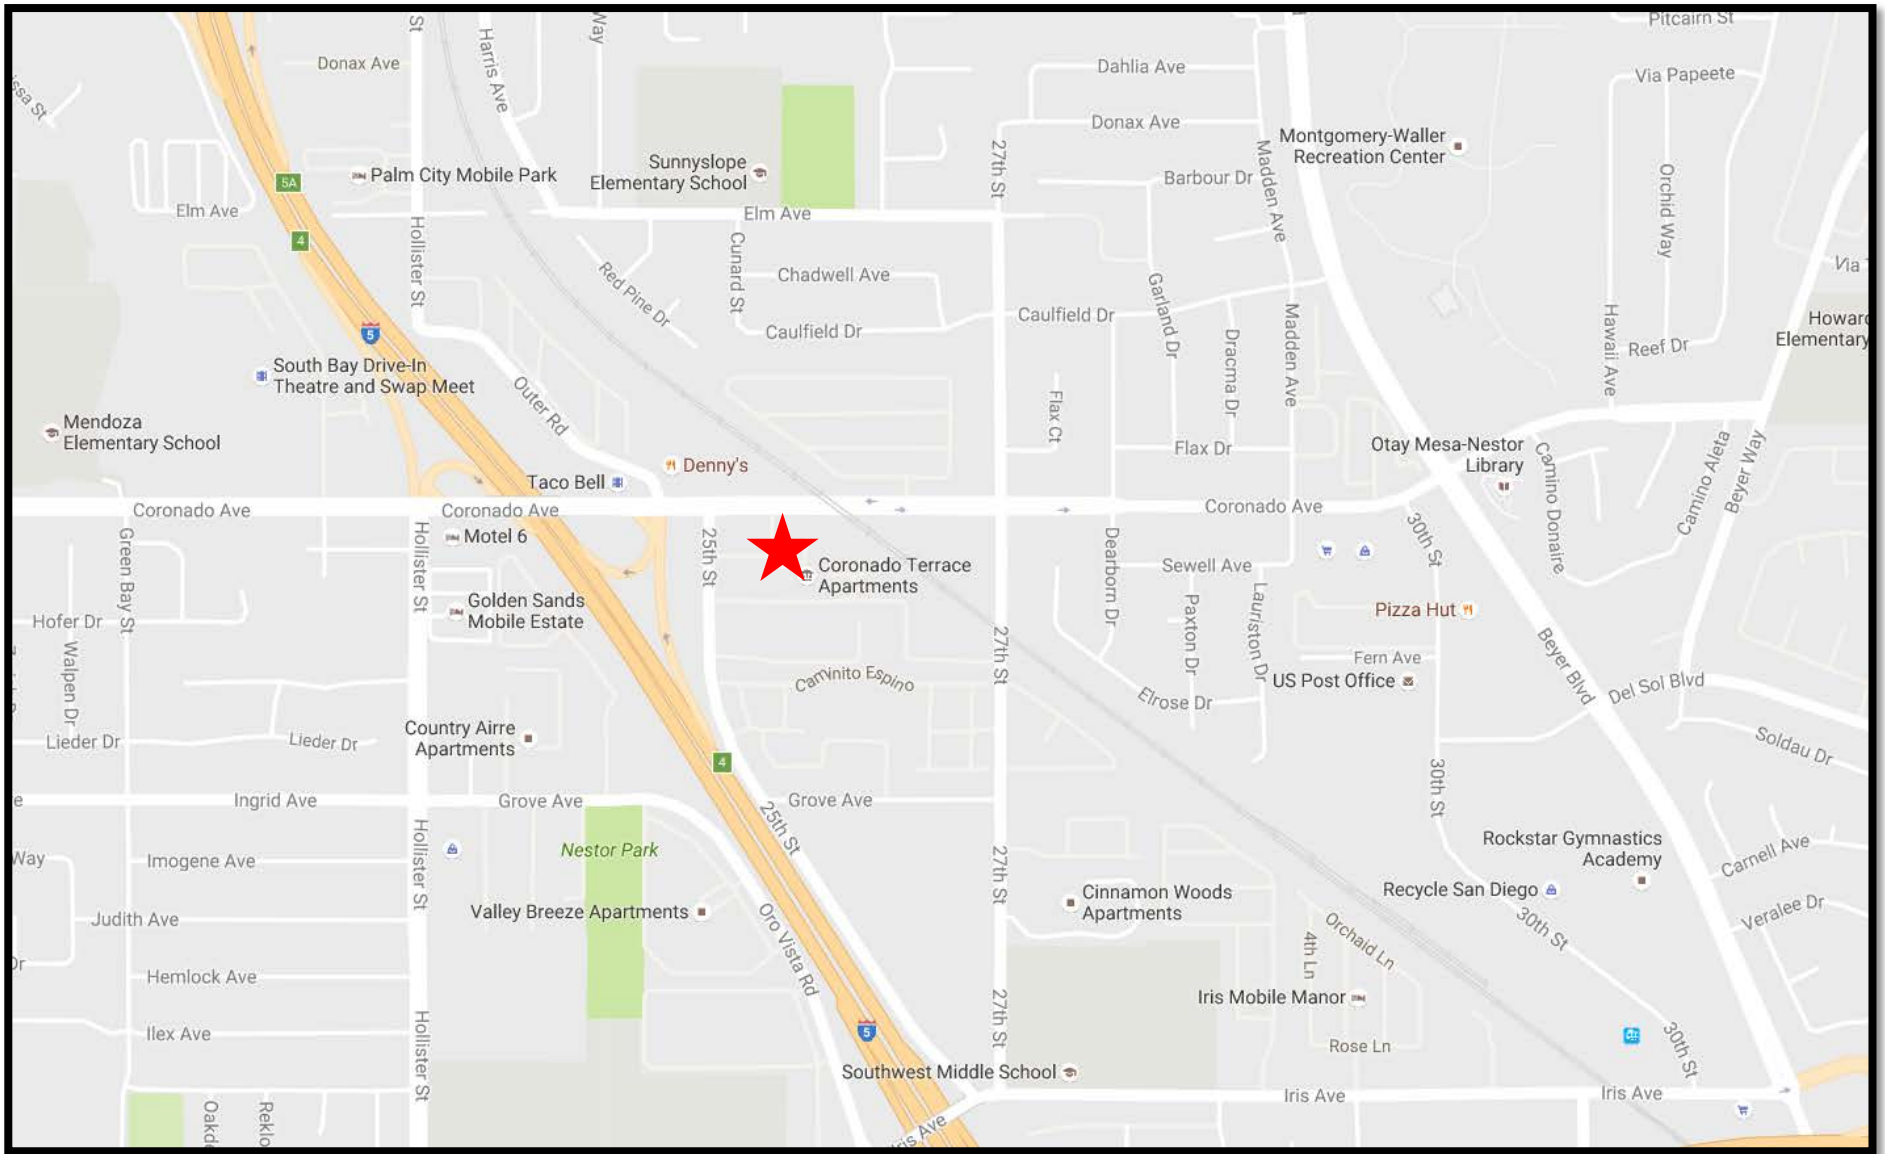 Pitcairn St
St
Way
Harris Ave
Donax Ave
Dahlia Ave
Via Papeete
ssa St
Donax Ave
Montgomery-Waller
Recreation Center
Sunnyslope
Elementary School
Palm City Mobile Park
5A
27th St
Madden Ave
Barbour Dr
Orchid Way
Elm Ave
Elm Ave
4
Hollister St
Cunard St
Chadwell Ave
Red Pine Dr
Garland Dr
Via
Caulfield Dr
Caulfield Dr
5
Dracma Dr
Madden Ave
Hawaii Ave
Reef Dr
Howard
Elementary
South Bay Drive-In
Theatre and Swap Meet
Outer Rd
Flax Ct
Mendoza
Elementary School
Flax Dr
Otay Mesa-Nestor
Library
Camino Donaire
Camino Aleta
Beyer Way
Denny's
Taco Bell
Coronado Ave
Coronado Ave
Coronado Ave
Motel 6
Green Bay St
Hollister St
25th St
Coronado Terrace
Apartments
Dearborn Dr
Sewell Ave
30th St
Golden Sands
Mobile Estate
Hofer Dr
Walpen Dr
Paxton Dr
Lauriston Dr
Pizza Hut
27th St
Fern Ave
US Post Office
Beyer Blvd
Del Sol Blvd
Caminito Espino
Elrose Dr
Country Airre
Apartments
Lieder Dr
Lieder Dr
Soldau Dr
4
30th St
e
Ingrid Ave
Grove Ave
Grove Ave
25th St
Nestor Park
Way
Imogene Ave
Hollister St
27th St
Rockstar Gymnastics
Academy
Carnell Ave
Recycle San Diego
Cinnamon Woods
Apartments
Valley Breeze Apartments
Judith Ave
Oro Vista Rd
Orchaid Ln
4th Ln
30th St
Veralee Dr
Dr
Hemlock Ave
Iris Mobile Manor
27th St
Ilex Ave
Hollister St
5
Rose Ln
30th St
Southwest Middle School
Iris Ave
Iris Ave
Oakde
Reklo
Iris Ave